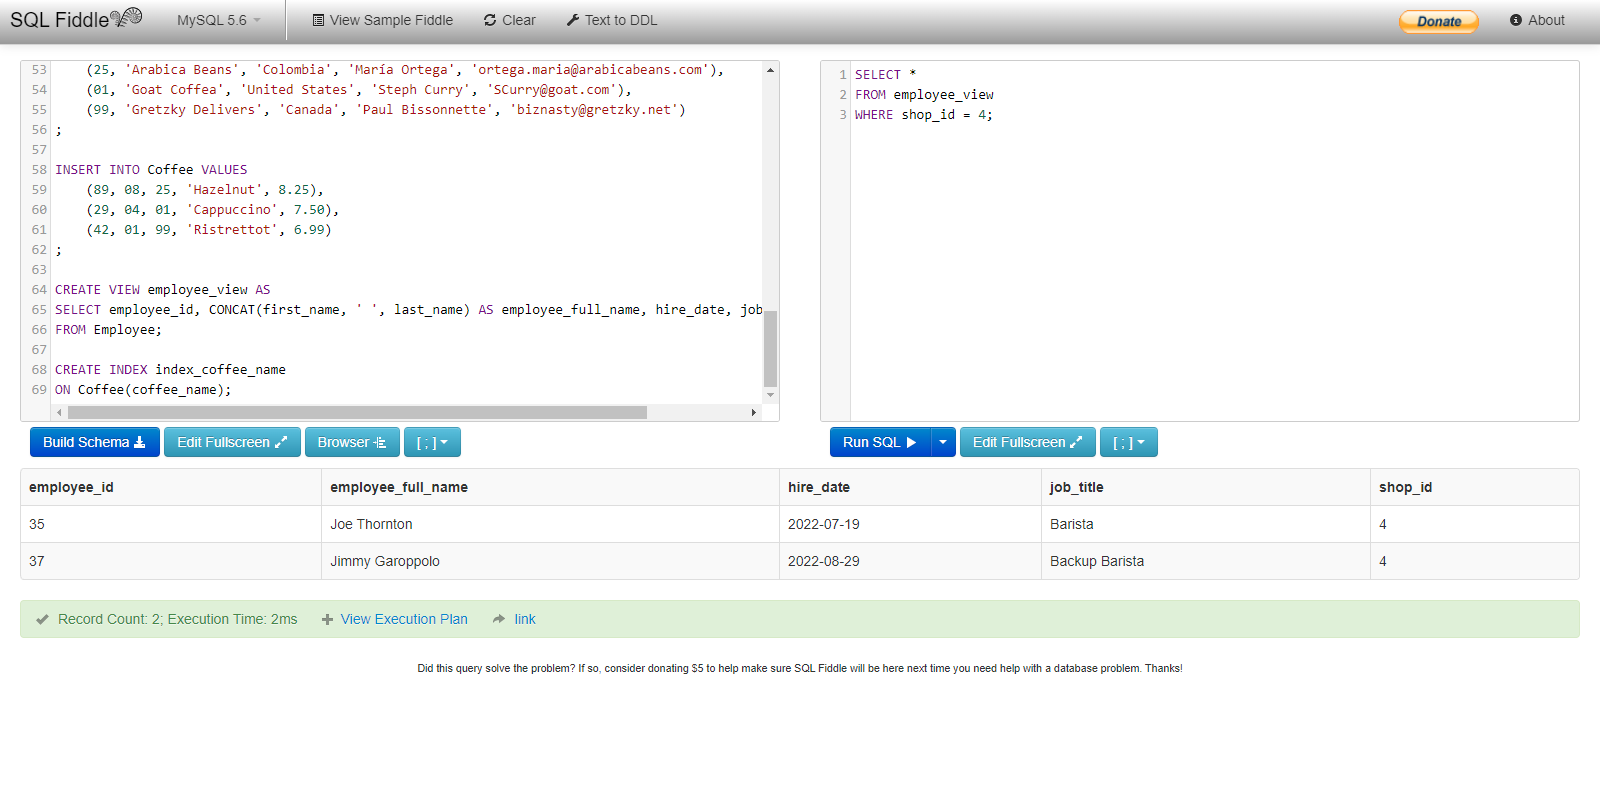 SQL Fiddle MySQL 5.6 View Sample Fiddle Clear Text to DDL Donate About
53 (25, 'Arabica Beans', 'Colombia', 'María Ortega', 'ortega.maria@arabicabeans.com'),
54 (01, 'Goat Coffea', 'United States', 'Steph Curry', 'SCurry@goat.com'),
55 (99, 'Gretzky Delivers', 'Canada', 'Paul Bissonnette', 'biznasty@gretzky.net')
56 ;
57
58 INSERT INTO Coffee VALUES
59 (89, 08, 25, 'Hazelnut', 8.25),
60 (29, 04, 01, 'Cappuccino', 7.50),
61 (42, 01, 99, 'Ristrettot', 6.99)
62 ;
63
64 CREATE VIEW employee_view AS
65 SELECT employee_id, CONCAT(first_name, ' ', last_name) AS employee_full_name, hire_date, job
66 FROM Employee;
67
68 CREATE INDEX index_coffee_name
69 ON Coffee(coffee_name);
1 SELECT *
2 FROM employee_view
3 WHERE shop_id = 4;
Build Schema Edit Fullscreen Browser [ ; ]
Run SQL Edit Fullscreen [ ; ]
employee_id employee_full_name hire_date job_title shop_id
35 Joe Thornton 2022-07-19 Barista 4
37 Jimmy Garoppolo 2022-08-29 Backup Barista 4
Record Count: 2; Execution Time: 2ms View Execution Plan link
Did this query solve the problem? If so, consider donating $5 to help make sure SQL Fiddle will be here next time you need help with a database problem. Thanks!